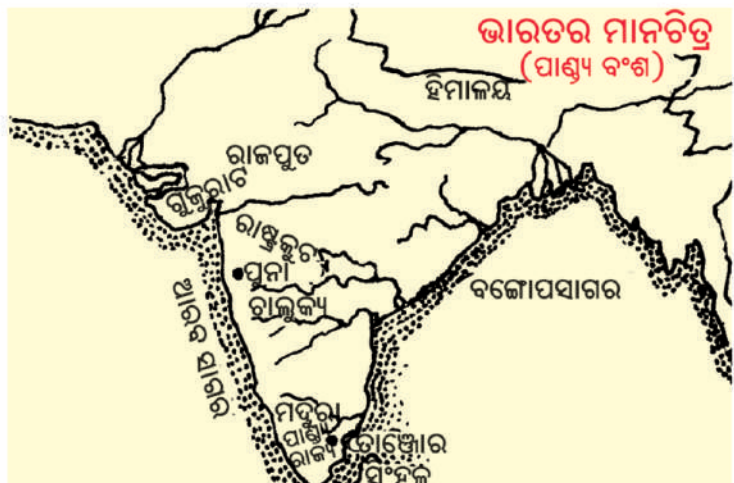 ଭାରତର ମାନଚିତ୍ର
(ପାଣ୍ଡ୍ୟ ବଂଶ)
ହିମାଳୟ
ରାଜପୁତ
ଗୁଜୁରାଟ
ରାଷ୍ଟ୍ରକୁଟ
ପୁନା
ଚାଲୁକ୍ୟ
ବଙ୍ଗୋପସାଗର
ଆରବ ସାଗର
ମଦୁରା
ପାଣ୍ଡ୍ୟ
ରାଜ୍ୟ
ତାଞ୍ଜୋର
ସିଂହଳ